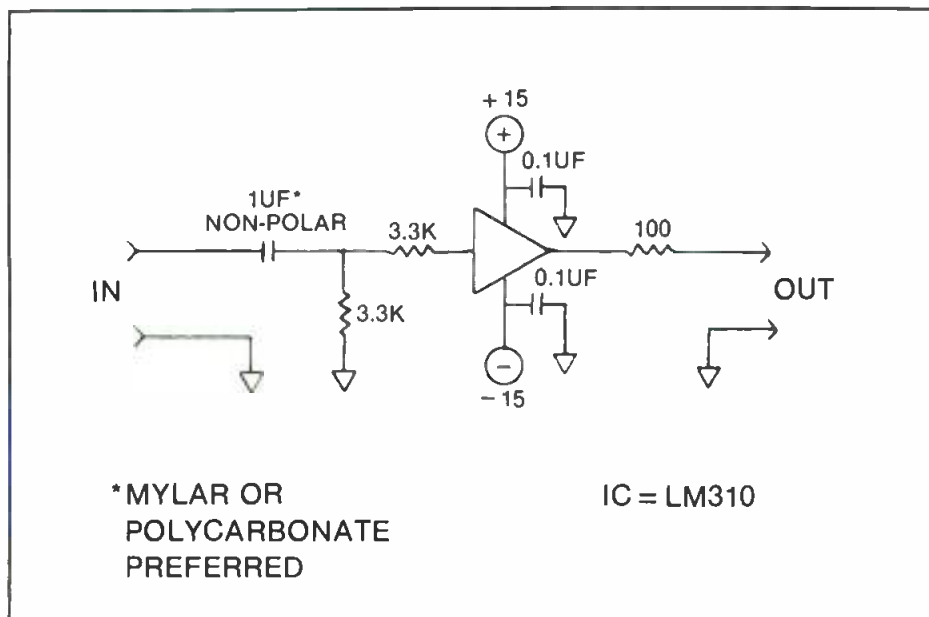 + 15
+
0.1UF
1UF*
NON-POLAR
3.3K
100
IN
3.3K
0.1UF
OUT
−
− 15
*MYLAR OR
POLYCARBONATE
PREFERRED
IC = LM310